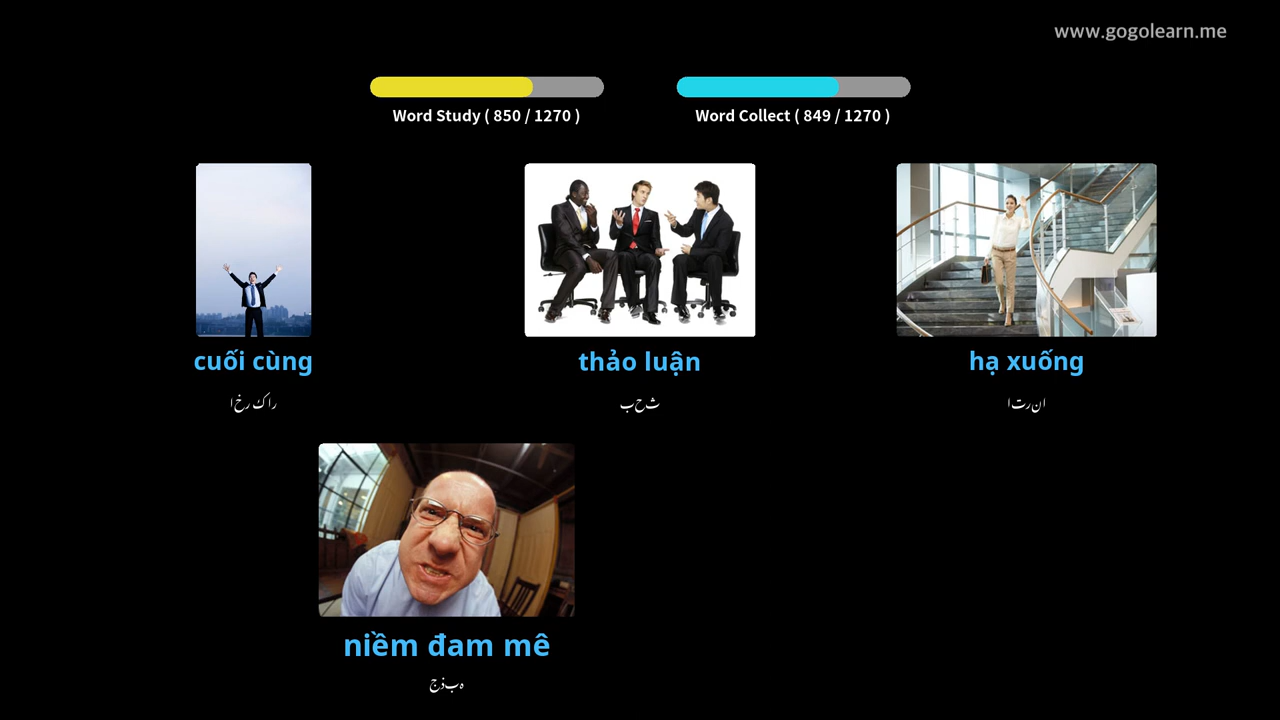 www.gogolearn.me
Word Study ( 850 / 1270 )
Word Collect ( 849 / 1270 )
cuối cùng
thảo luận
hạ xuống
راک رخا
ثحب
انرتا
niềm đam mê
ہبذج